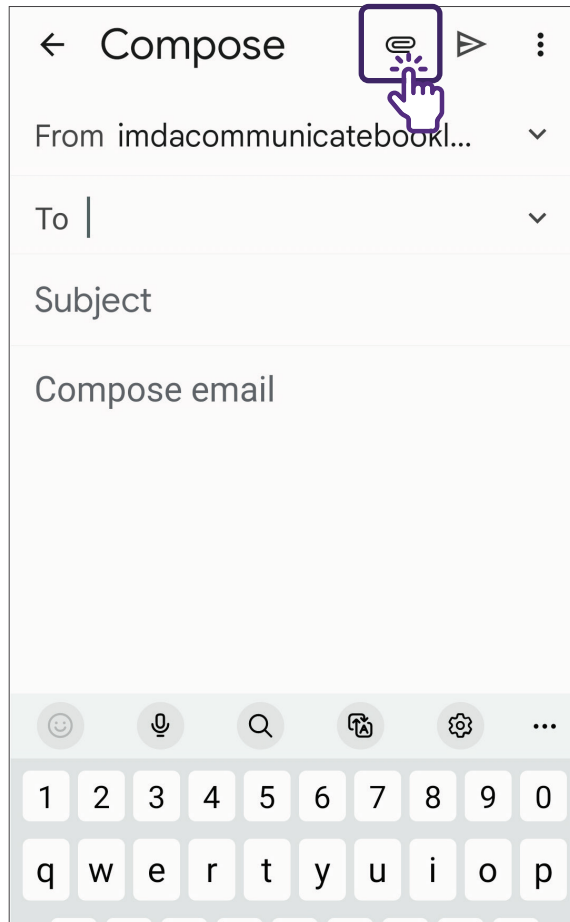 Compose
From imdacommunicatebookl...
To
Subject
Compose email
1 2 3 4 5 6 7 8 9 0
q w e r t y u i o p